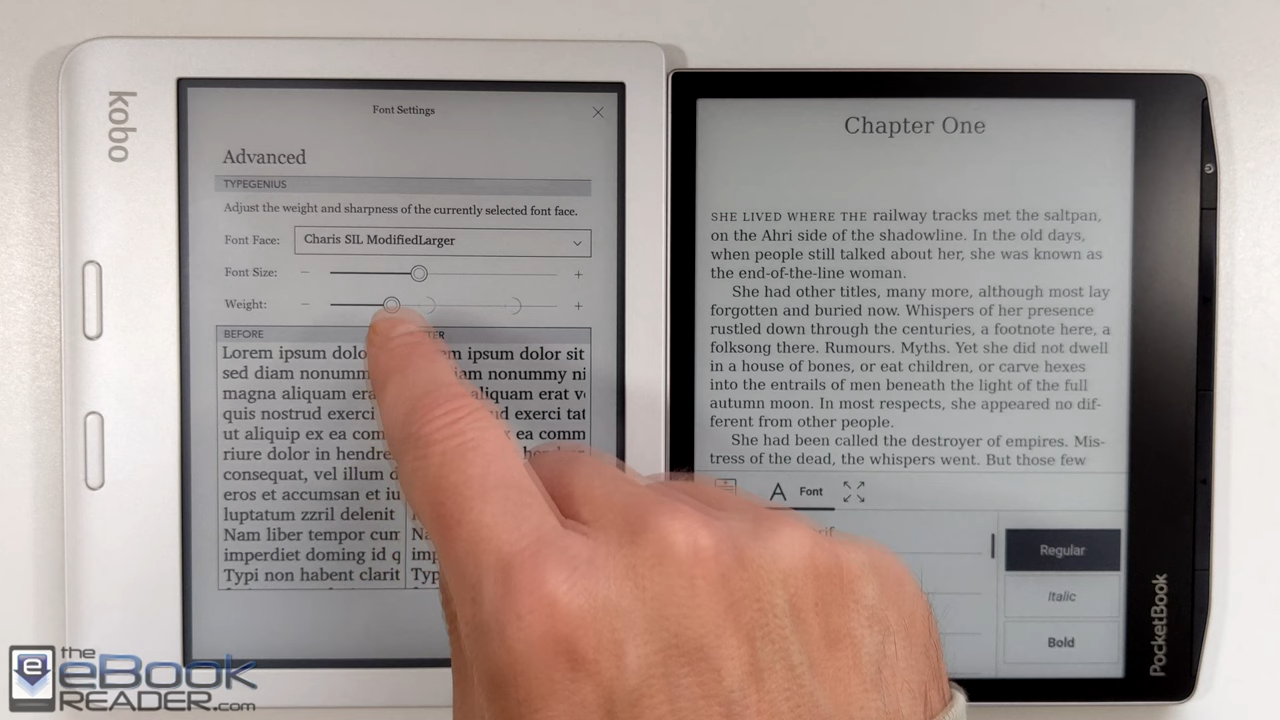 kobo
Font Settings
Advanced
TYPEGENIUS
Adjust the weight and sharpness of the currently selected font face.
Font Face: Charis SIL ModifiedLarger
Font Size: − +
Weight: − +
BEFORE
Lorem ipsum dolo
sed diam nonumm
magna aliquam era
quis nostrud exerci
ut aliquip ex ea com
riure dolor in hendre
consequat, vel illum d
eros et accumsan et iu
luptatum zzril delenit
Nam liber tempor cum
imperdiet doming id q
Typi non habent clarit
TER
em ipsum dolor sit
iam nonummy ni
aliquam erat v
ud exerci tat
ex ea comm
Na
imp
Typ
Chapter One
SHE LIVED WHERE THE railway tracks met the saltpan,
on the Ahri side of the shadowline. In the old days,
when people still talked about her, she was known as
the end-of-the-line woman.
She had other titles, many more, although most lay
forgotten and buried now. Whispers of her presence
rustled down through the centuries, a footnote here, a
folksong there. Rumours. Myths. Yet she did not dwell
in a house of bones, or eat children, or carve hexes
into the entrails of men beneath the light of the full
autumn moon. In most respects, she appeared no dif-
ferent from other people.
She had been called the destroyer of empires. Mis-
tress of the dead, the whispers went. But those few
A Font
Regular
Italic
Bold
PocketBook
the
eBook
READER.com